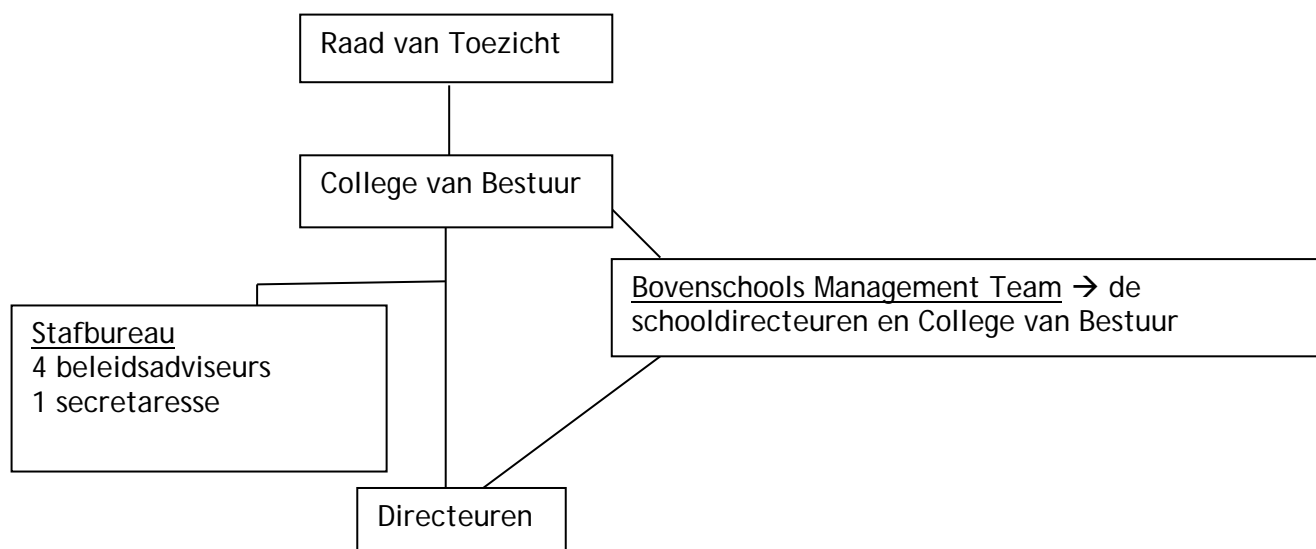 Raad van Toezicht
College van Bestuur
Bovenschools Management Team → de
schooldirecteuren en College van Bestuur
Stafbureau
4 beleidsadviseurs
1 secretaresse
Directeuren